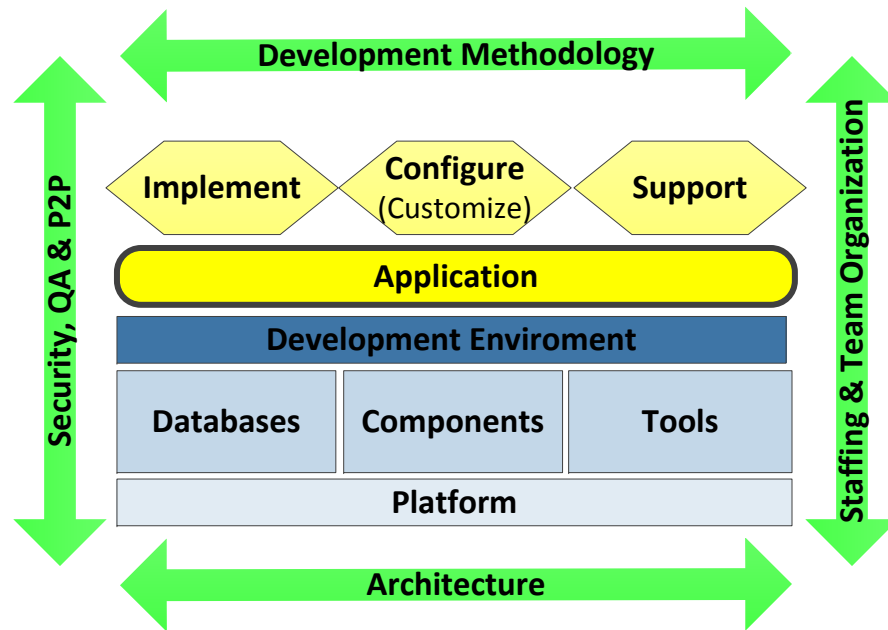 Development Methodology
Security, QA & P2P
Staffing & Team Organization
Implement
Configure
(Customize)
Support
Application
Development Enviroment
Databases
Components
Tools
Platform
Architecture